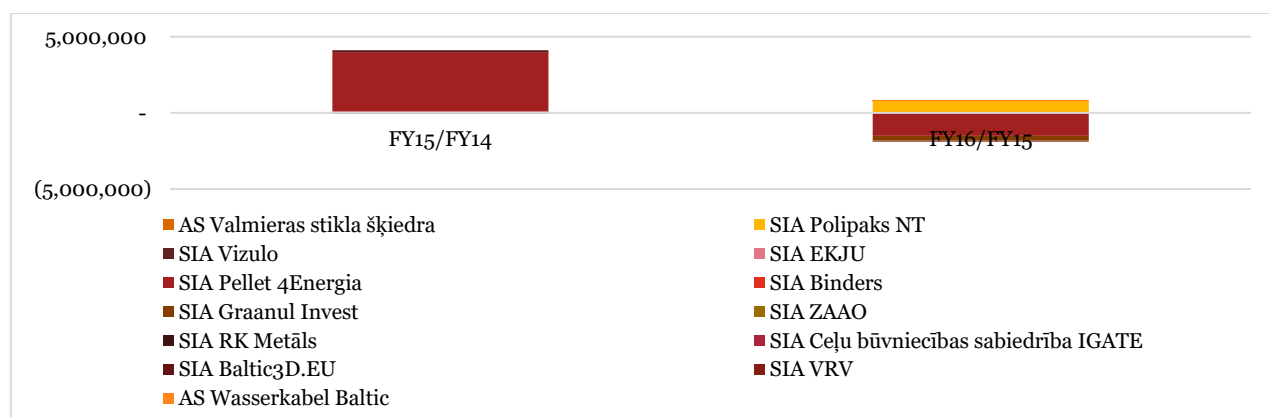 5,000,000
-
FY15/FY14
FY16/FY15
(5,000,000)
AS Valmieras stikla šķiedra
SIA Polipaks NT
SIA Vizulo
SIA EKJU
SIA Pellet 4Energia
SIA Binders
SIA Graanul Invest
SIA ZAAO
SIA RK Metāls
SIA Ceļu būvniecības sabiedrība IGATE
SIA Baltic3D.EU
SIA VRV
AS Wasserkabel Baltic